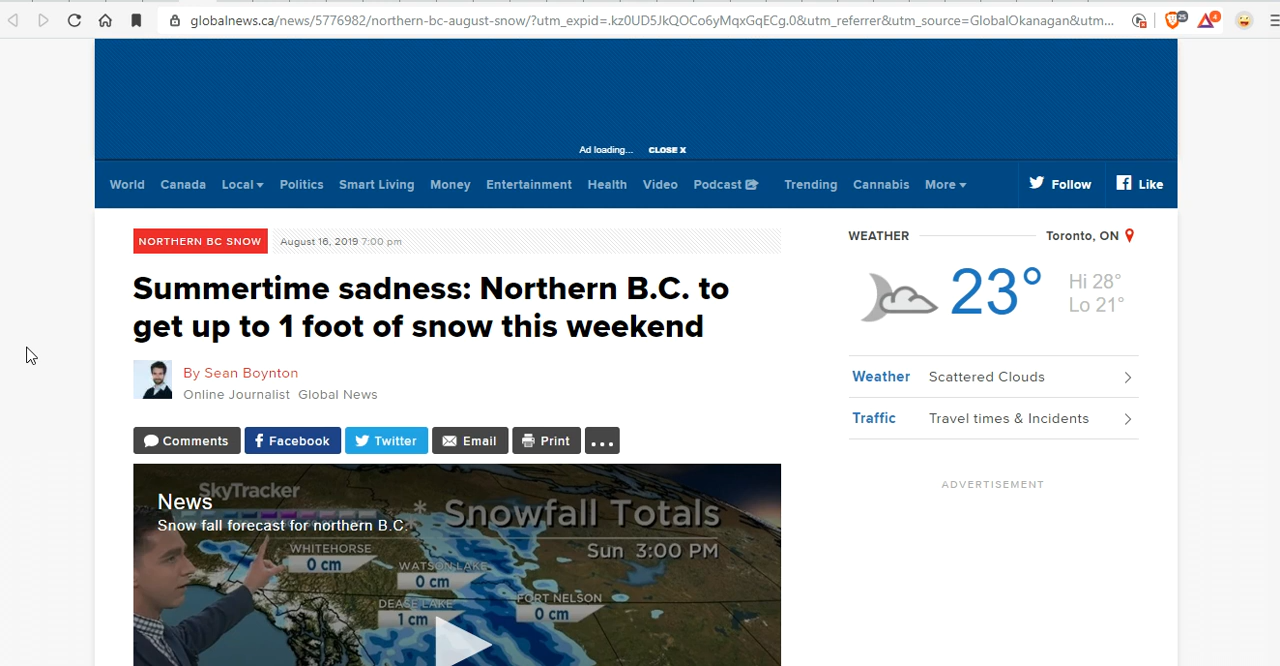 globalnews.ca/news/5776982/northern-bc-august-snow/?utm_expid=.kz0UD5JkQOCo6yMqxGqECg.0&utm_referrer&utm_source=GlobalOkanagan&utm...
25
4
Ad loading... CLOSE X
World Canada Local Politics Smart Living Money Entertainment Health Video Podcast Trending Cannabis More Follow Like
NORTHERN BC SNOW August 16, 2019 7:00 pm
Summertime sadness: Northern B.C. to
get up to 1 foot of snow this weekend
By Sean Boynton
Online Journalist Global News
Comments Facebook Twitter Email Print ...
SkyTracker
News
Snow fall forecast for northern B.C.
* Snowfall Totals
Sun 3:00 PM
WHITEHORSE
0 cm
WATSON LAKE
0 cm
DEASE LAKE
1 cm
FORT NELSON
0 cm
WEATHER Toronto, ON
23° Hi 28°
Lo 21°
Weather Scattered Clouds
Traffic Travel times & Incidents
ADVERTISEMENT